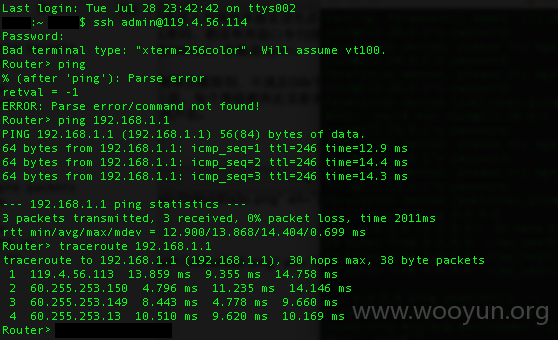 Last login: Tue Jul 28 23:42:42 on ttys002
:~ $ ssh admin@119.4.56.114
Password:
Bad terminal type: "xterm-256color". Will assume vt100.
Router> ping
% (after 'ping'): Parse error
retval = -1
ERROR: Parse error/command not found!
Router> ping 192.168.1.1
PING 192.168.1.1 (192.168.1.1) 56(84) bytes of data.
64 bytes from 192.168.1.1: icmp_seq=1 ttl=246 time=12.9 ms
64 bytes from 192.168.1.1: icmp_seq=2 ttl=246 time=14.4 ms
64 bytes from 192.168.1.1: icmp_seq=3 ttl=246 time=14.3 ms
--- 192.168.1.1 ping statistics ---
3 packets transmitted, 3 received, 0% packet loss, time 2011ms
rtt min/avg/max/mdev = 12.900/13.868/14.404/0.699 ms
Router> traceroute 192.168.1.1
traceroute to 192.168.1.1 (192.168.1.1), 30 hops max, 38 byte packets
1 119.4.56.113 13.859 ms 9.355 ms 14.758 ms
2 60.255.253.150 4.796 ms 11.235 ms 14.146 ms
3 60.255.253.149 8.443 ms 4.778 ms 9.660 ms
4 60.255.253.13 10.510 ms 9.620 ms 10.169 ms
Router>
www.wooyun.org